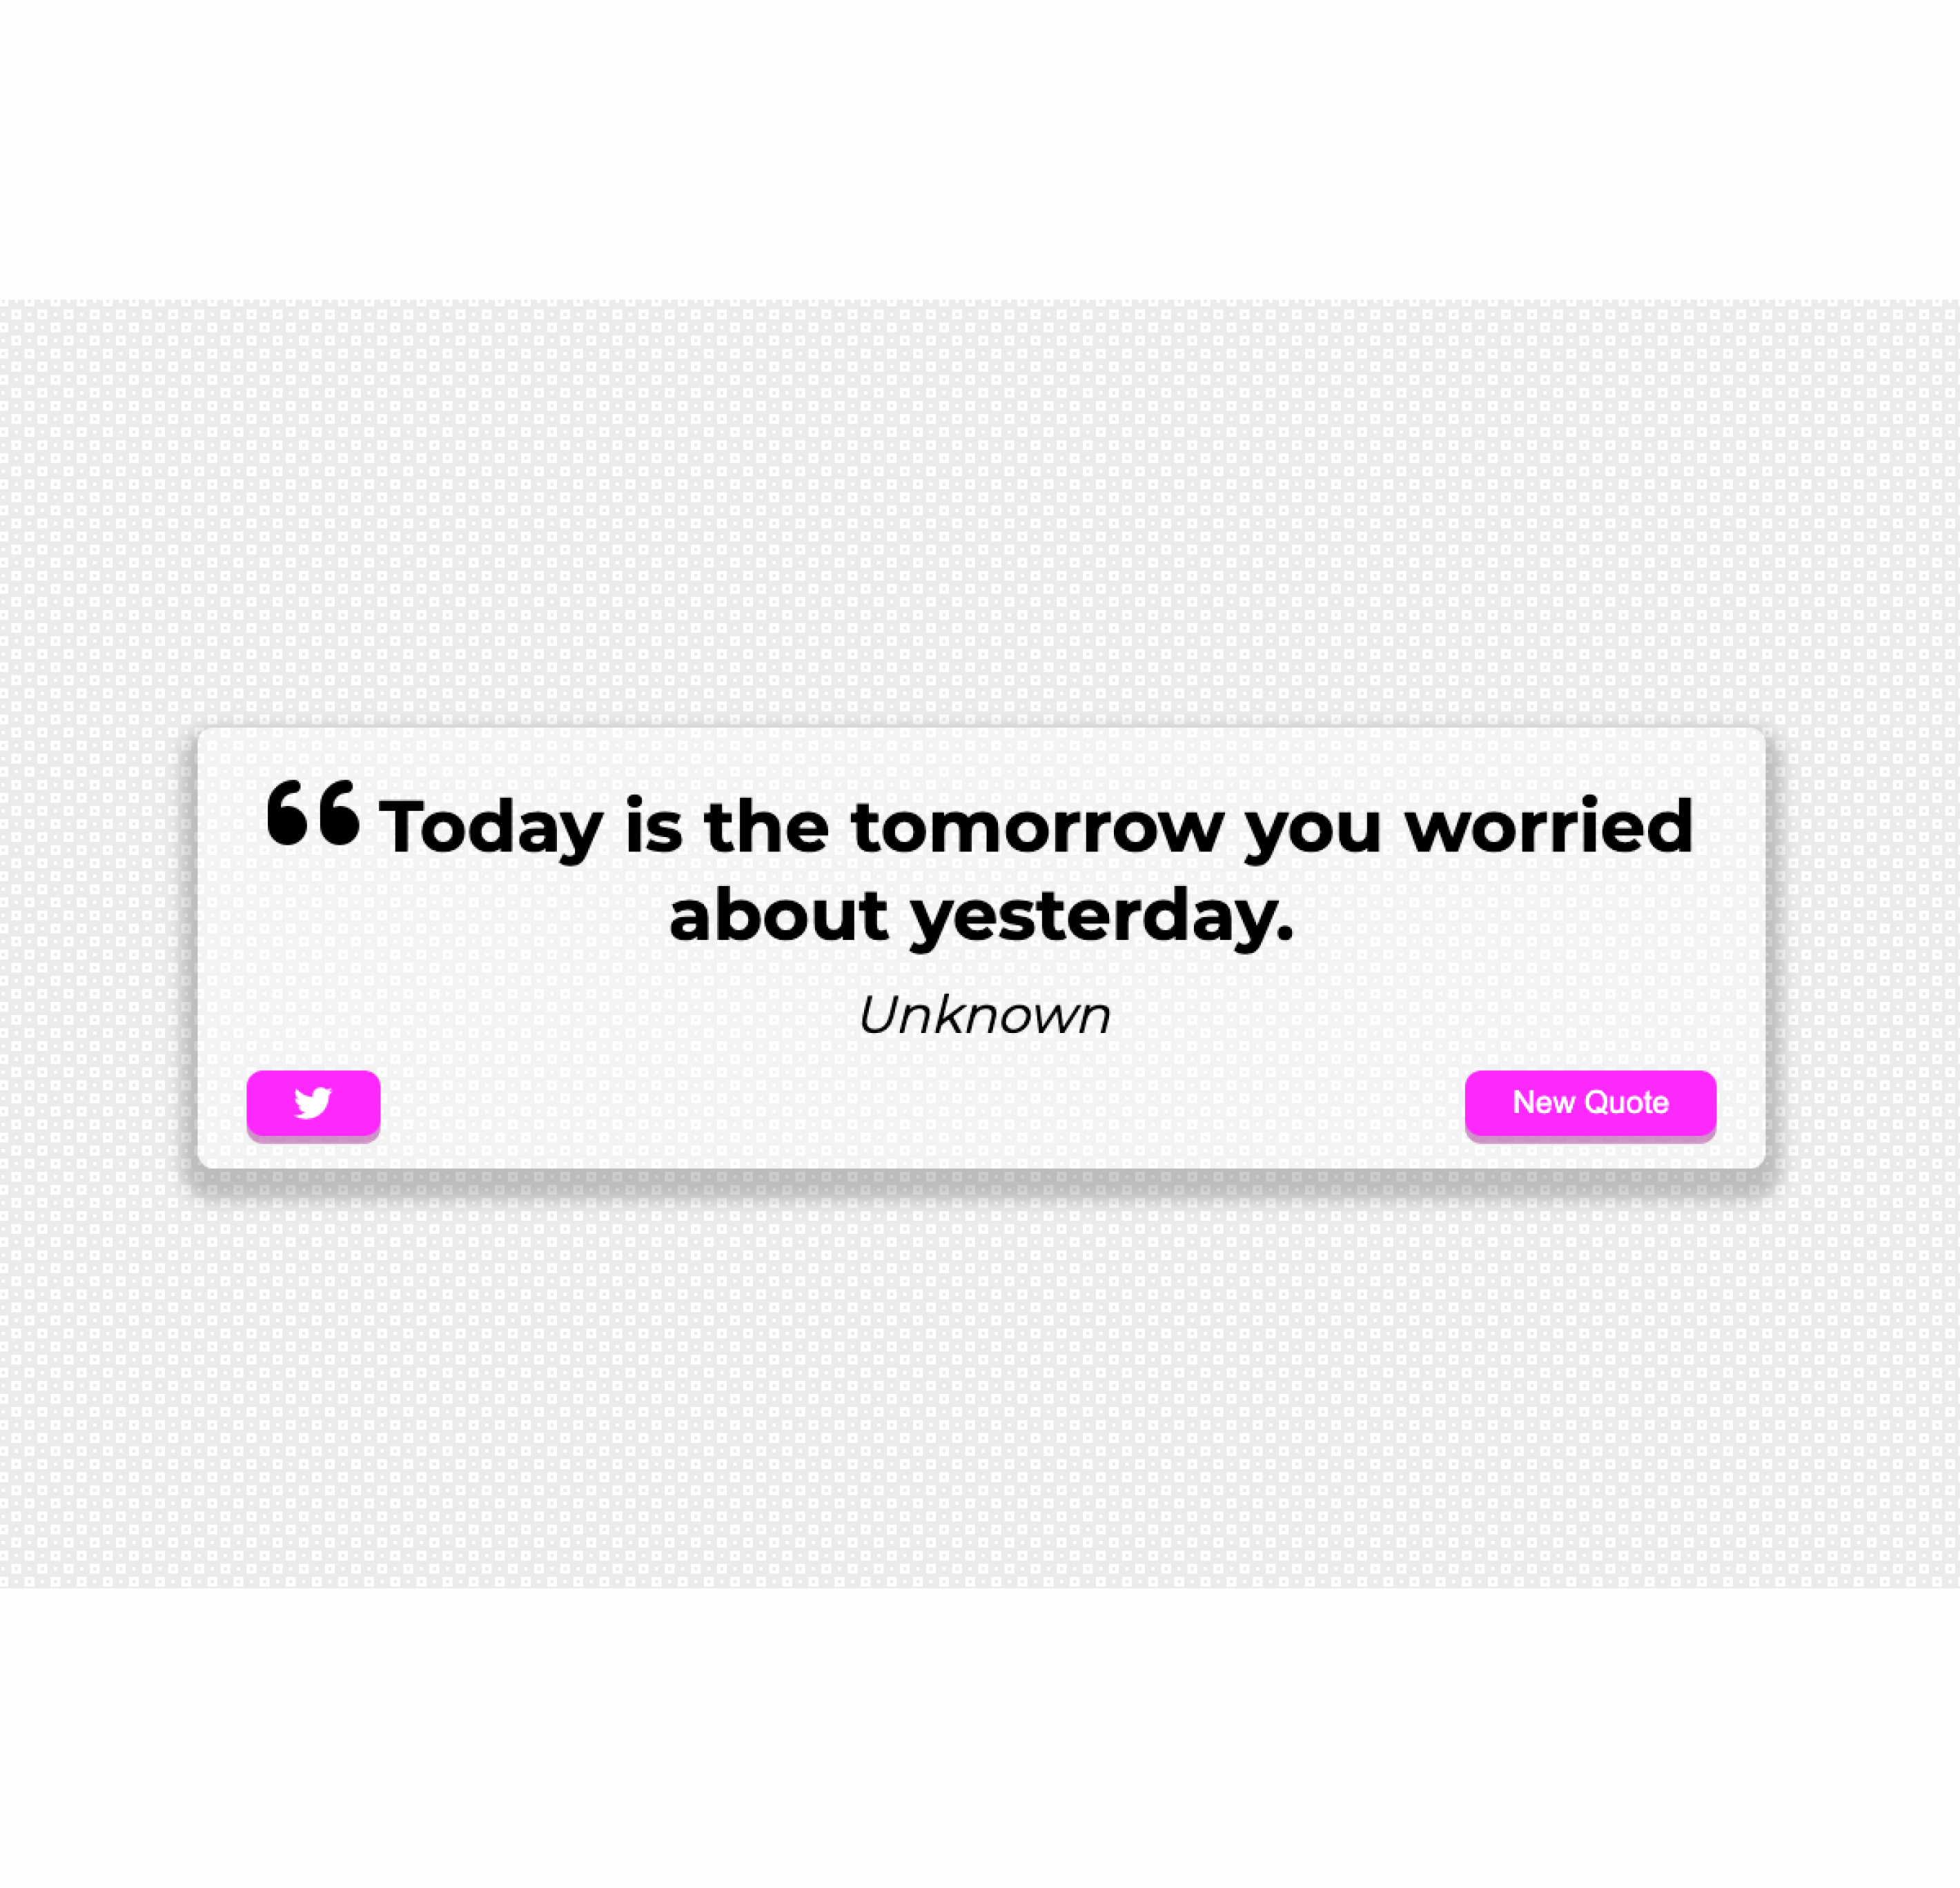 “ Today is the tomorrow you worried
about yesterday.
Unknown
New Quote